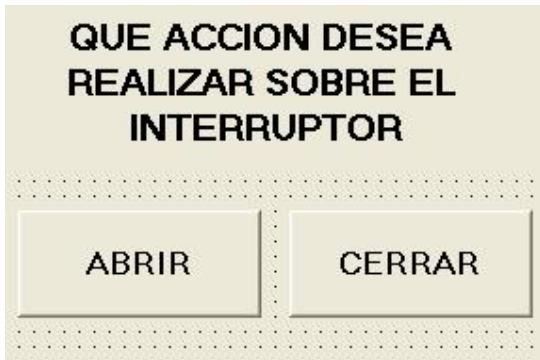 QUE ACCION DESEA
REALIZAR SOBRE EL
INTERRUPTOR
ABRIR
CERRAR